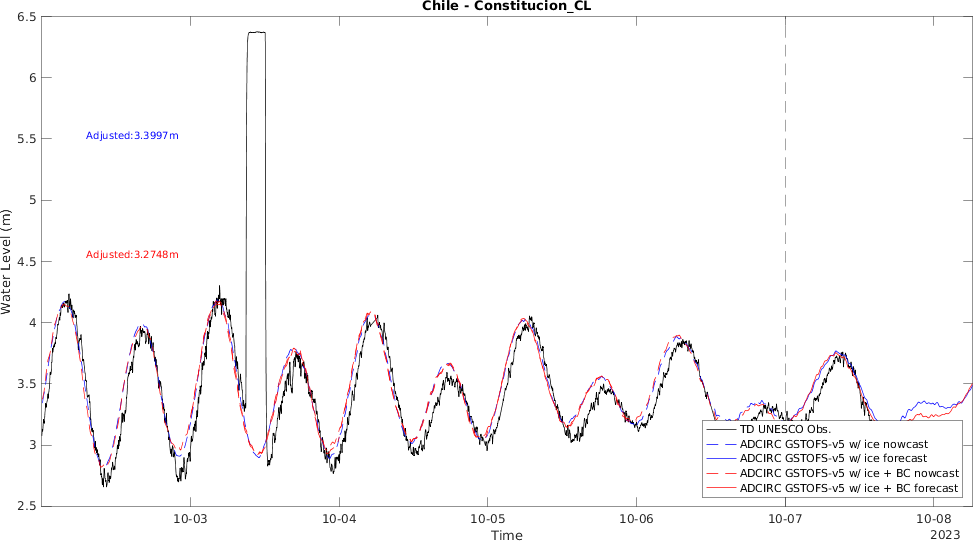 Chile - Constitucion_CL
6.5
6
5.5
5
4.5
4
3.5
3
2.5
Water Level (m)
Adjusted:3.3997m
Adjusted:3.2748m
TD UNESCO Obs.
ADCIRC GSTOFS-v5 w/ ice nowcast
ADCIRC GSTOFS-v5 w/ ice forecast
ADCIRC GSTOFS-v5 w/ ice + BC nowcast
ADCIRC GSTOFS-v5 w/ ice + BC forecast
10-03 10-04 10-05 10-06 10-07 10-08
Time
2023